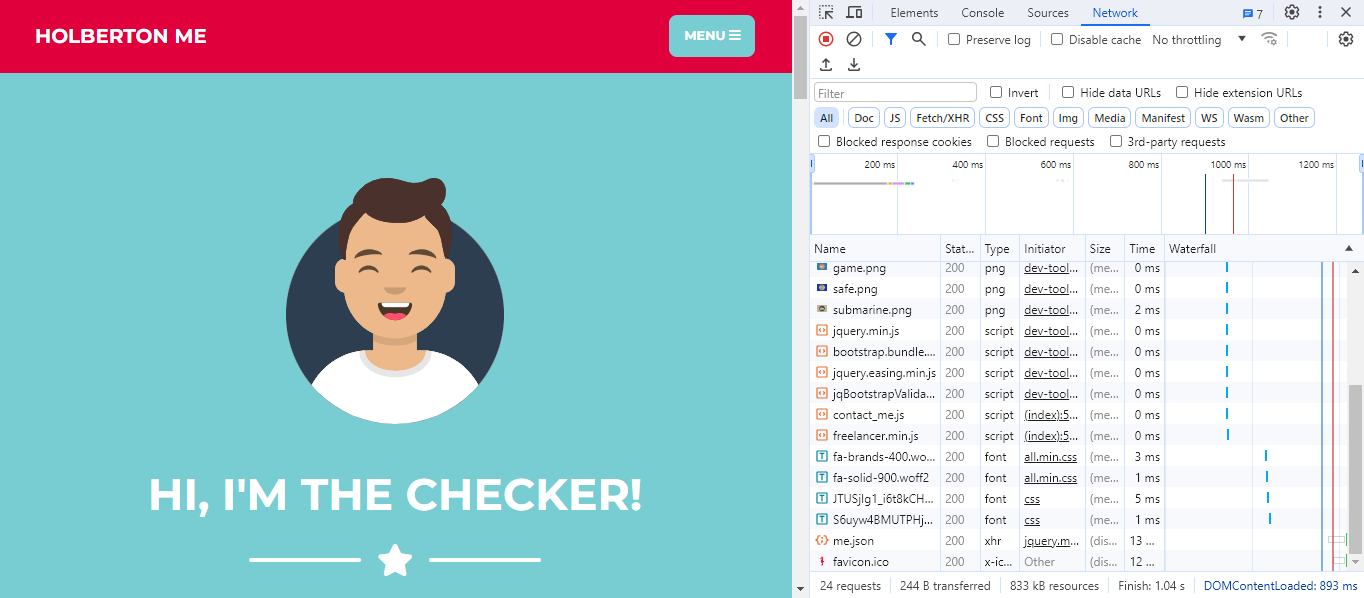 HOLBERTON ME
MENU
HI, I'M THE CHECKER!
Elements Console Sources Network 7
Preserve log Disable cache No throttling
Filter Invert Hide data URLs Hide extension URLs
All Doc JS Fetch/XHR CSS Font Img Media Manifest WS Wasm Other
Blocked response cookies Blocked requests 3rd-party requests
200 ms 400 ms 600 ms 800 ms 1000 ms 1200 ms
Name Stat... Type Initiator Size Time Waterfall
game.png 200 png dev-tool... (me... 0 ms
safe.png 200 png dev-tool... (me... 0 ms
submarine.png 200 png dev-tool... (me... 2 ms
jquery.min.js 200 script dev-tool... (me... 0 ms
bootstrap.bundle.... 200 script dev-tool... (me... 0 ms
jquery.easing.min.js 200 script dev-tool... (me... 0 ms
jqBootstrapValida... 200 script dev-tool... (me... 0 ms
contact_me.js 200 script (index):5... (me... 0 ms
freelancer.min.js 200 script (index):5... (me... 0 ms
fa-brands-400.wo... 200 font all.min.css (me... 3 ms
fa-solid-900.woff2 200 font all.min.css (me... 1 ms
JTUSjIg1_i6t8kCH... 200 font css (me... 5 ms
S6uyw4BMUTPHj... 200 font css (me... 1 ms
me.json 200 xhr jquery.m... (dis... 13 ...
favicon.ico 200 x-ic... Other (dis... 12 ...
24 requests 244 B transferred 833 kB resources Finish: 1.04 s DOMContentLoaded: 893 ms